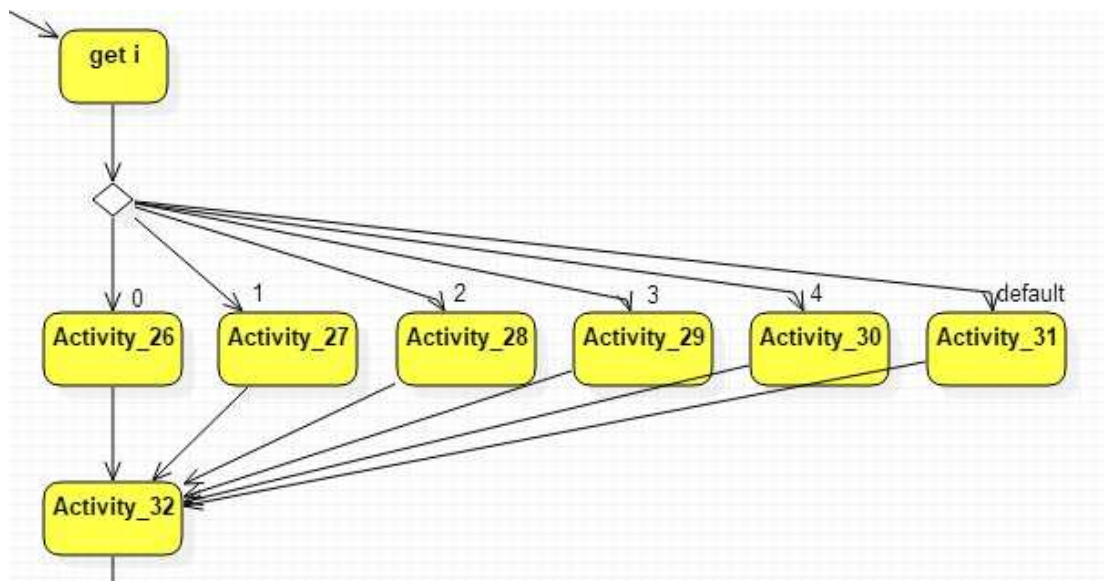 get i
0
1
2
3
4
default
Activity_26
Activity_27
Activity_28
Activity_29
Activity_30
Activity_31
Activity_32